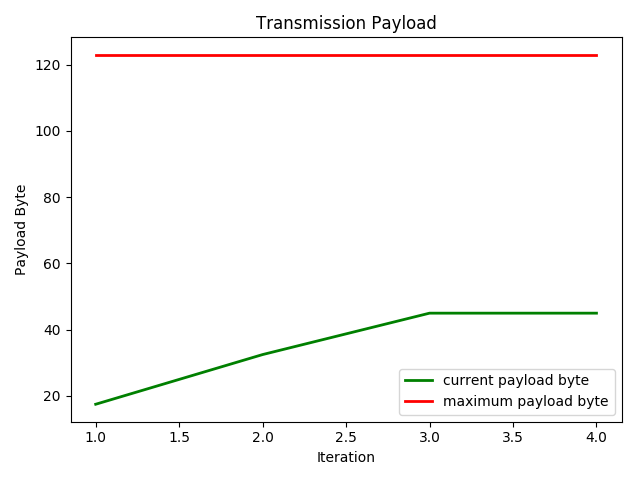 Transmission Payload
Payload Byte
120
100
80
60
40
20
current payload byte
maximum payload byte
1.0 1.5 2.0 2.5 3.0 3.5 4.0
Iteration